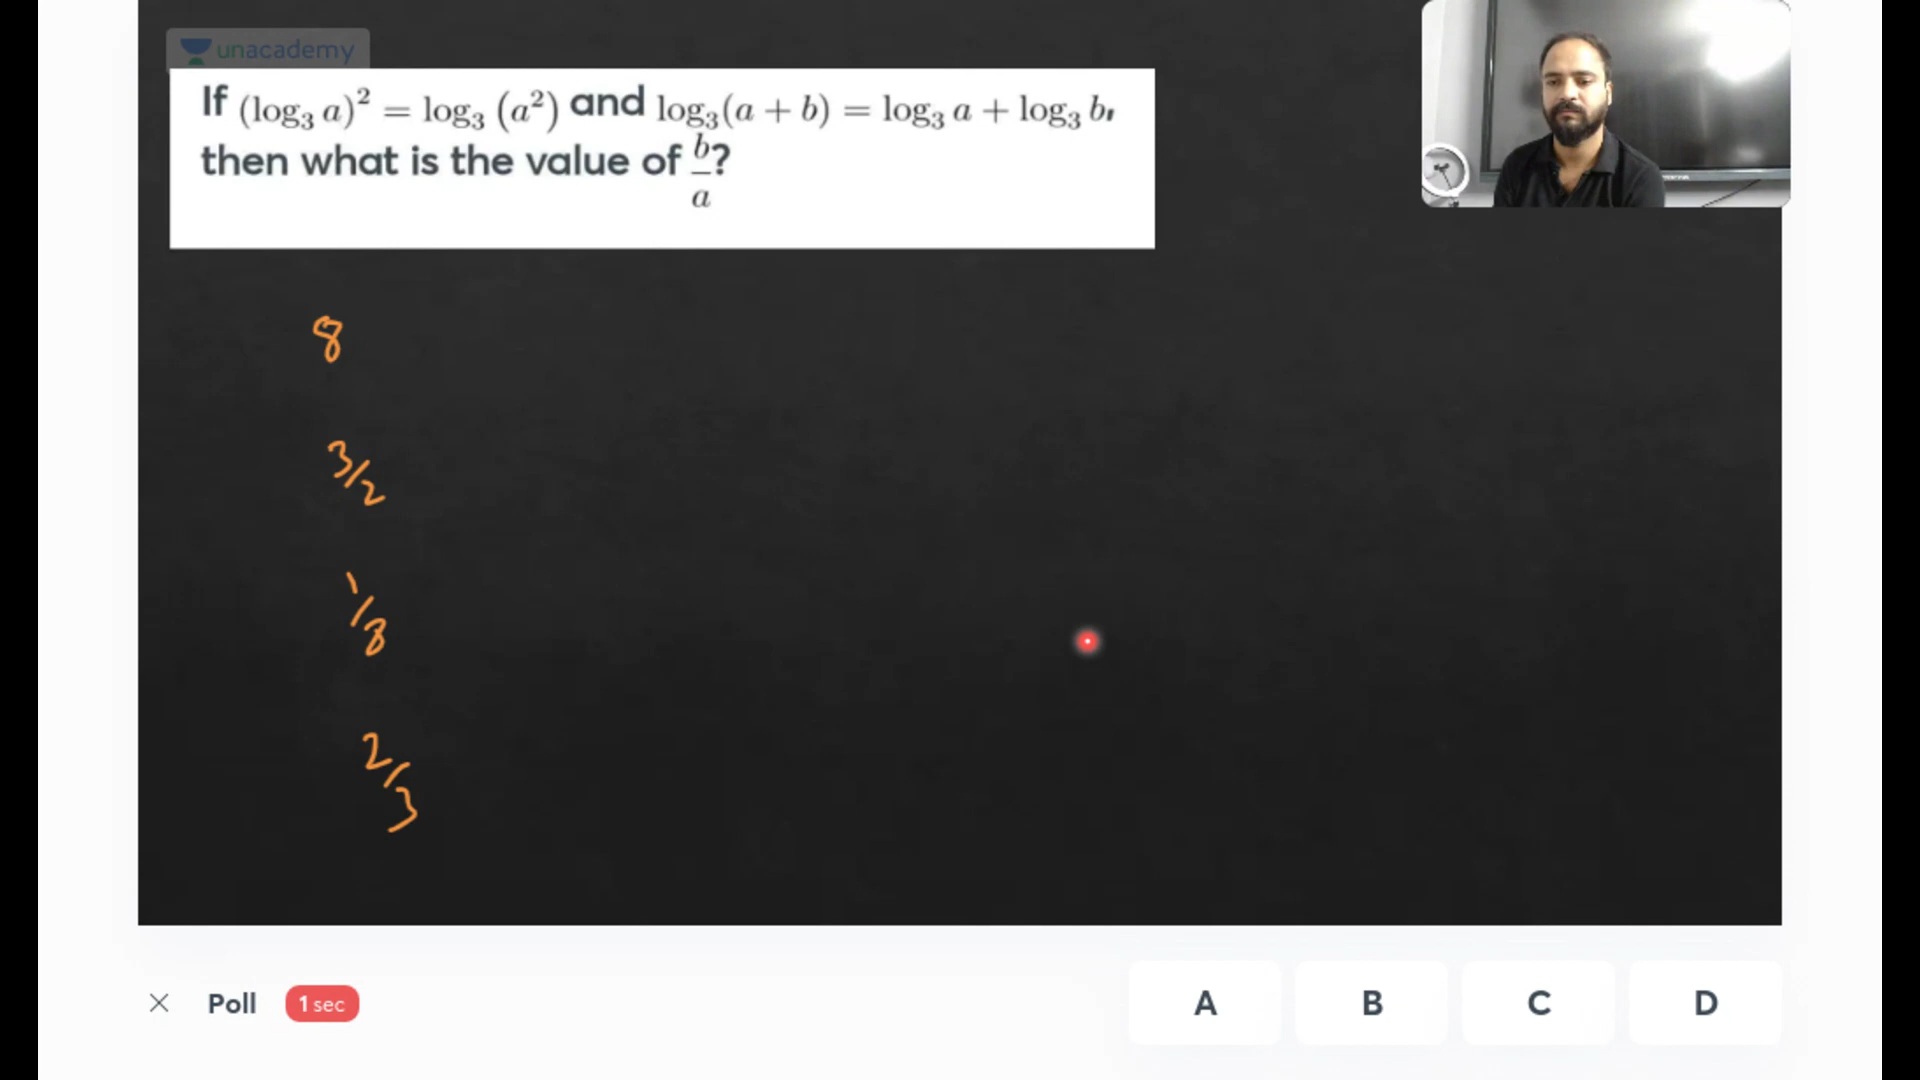 unacademy
If (log₃ a)² = log₃ (a²) and log₃(a + b) = log₃ a + log₃ b,
then what is the value of b/a?
8
3/2
1/8
2/3
Poll 1 sec A B C D